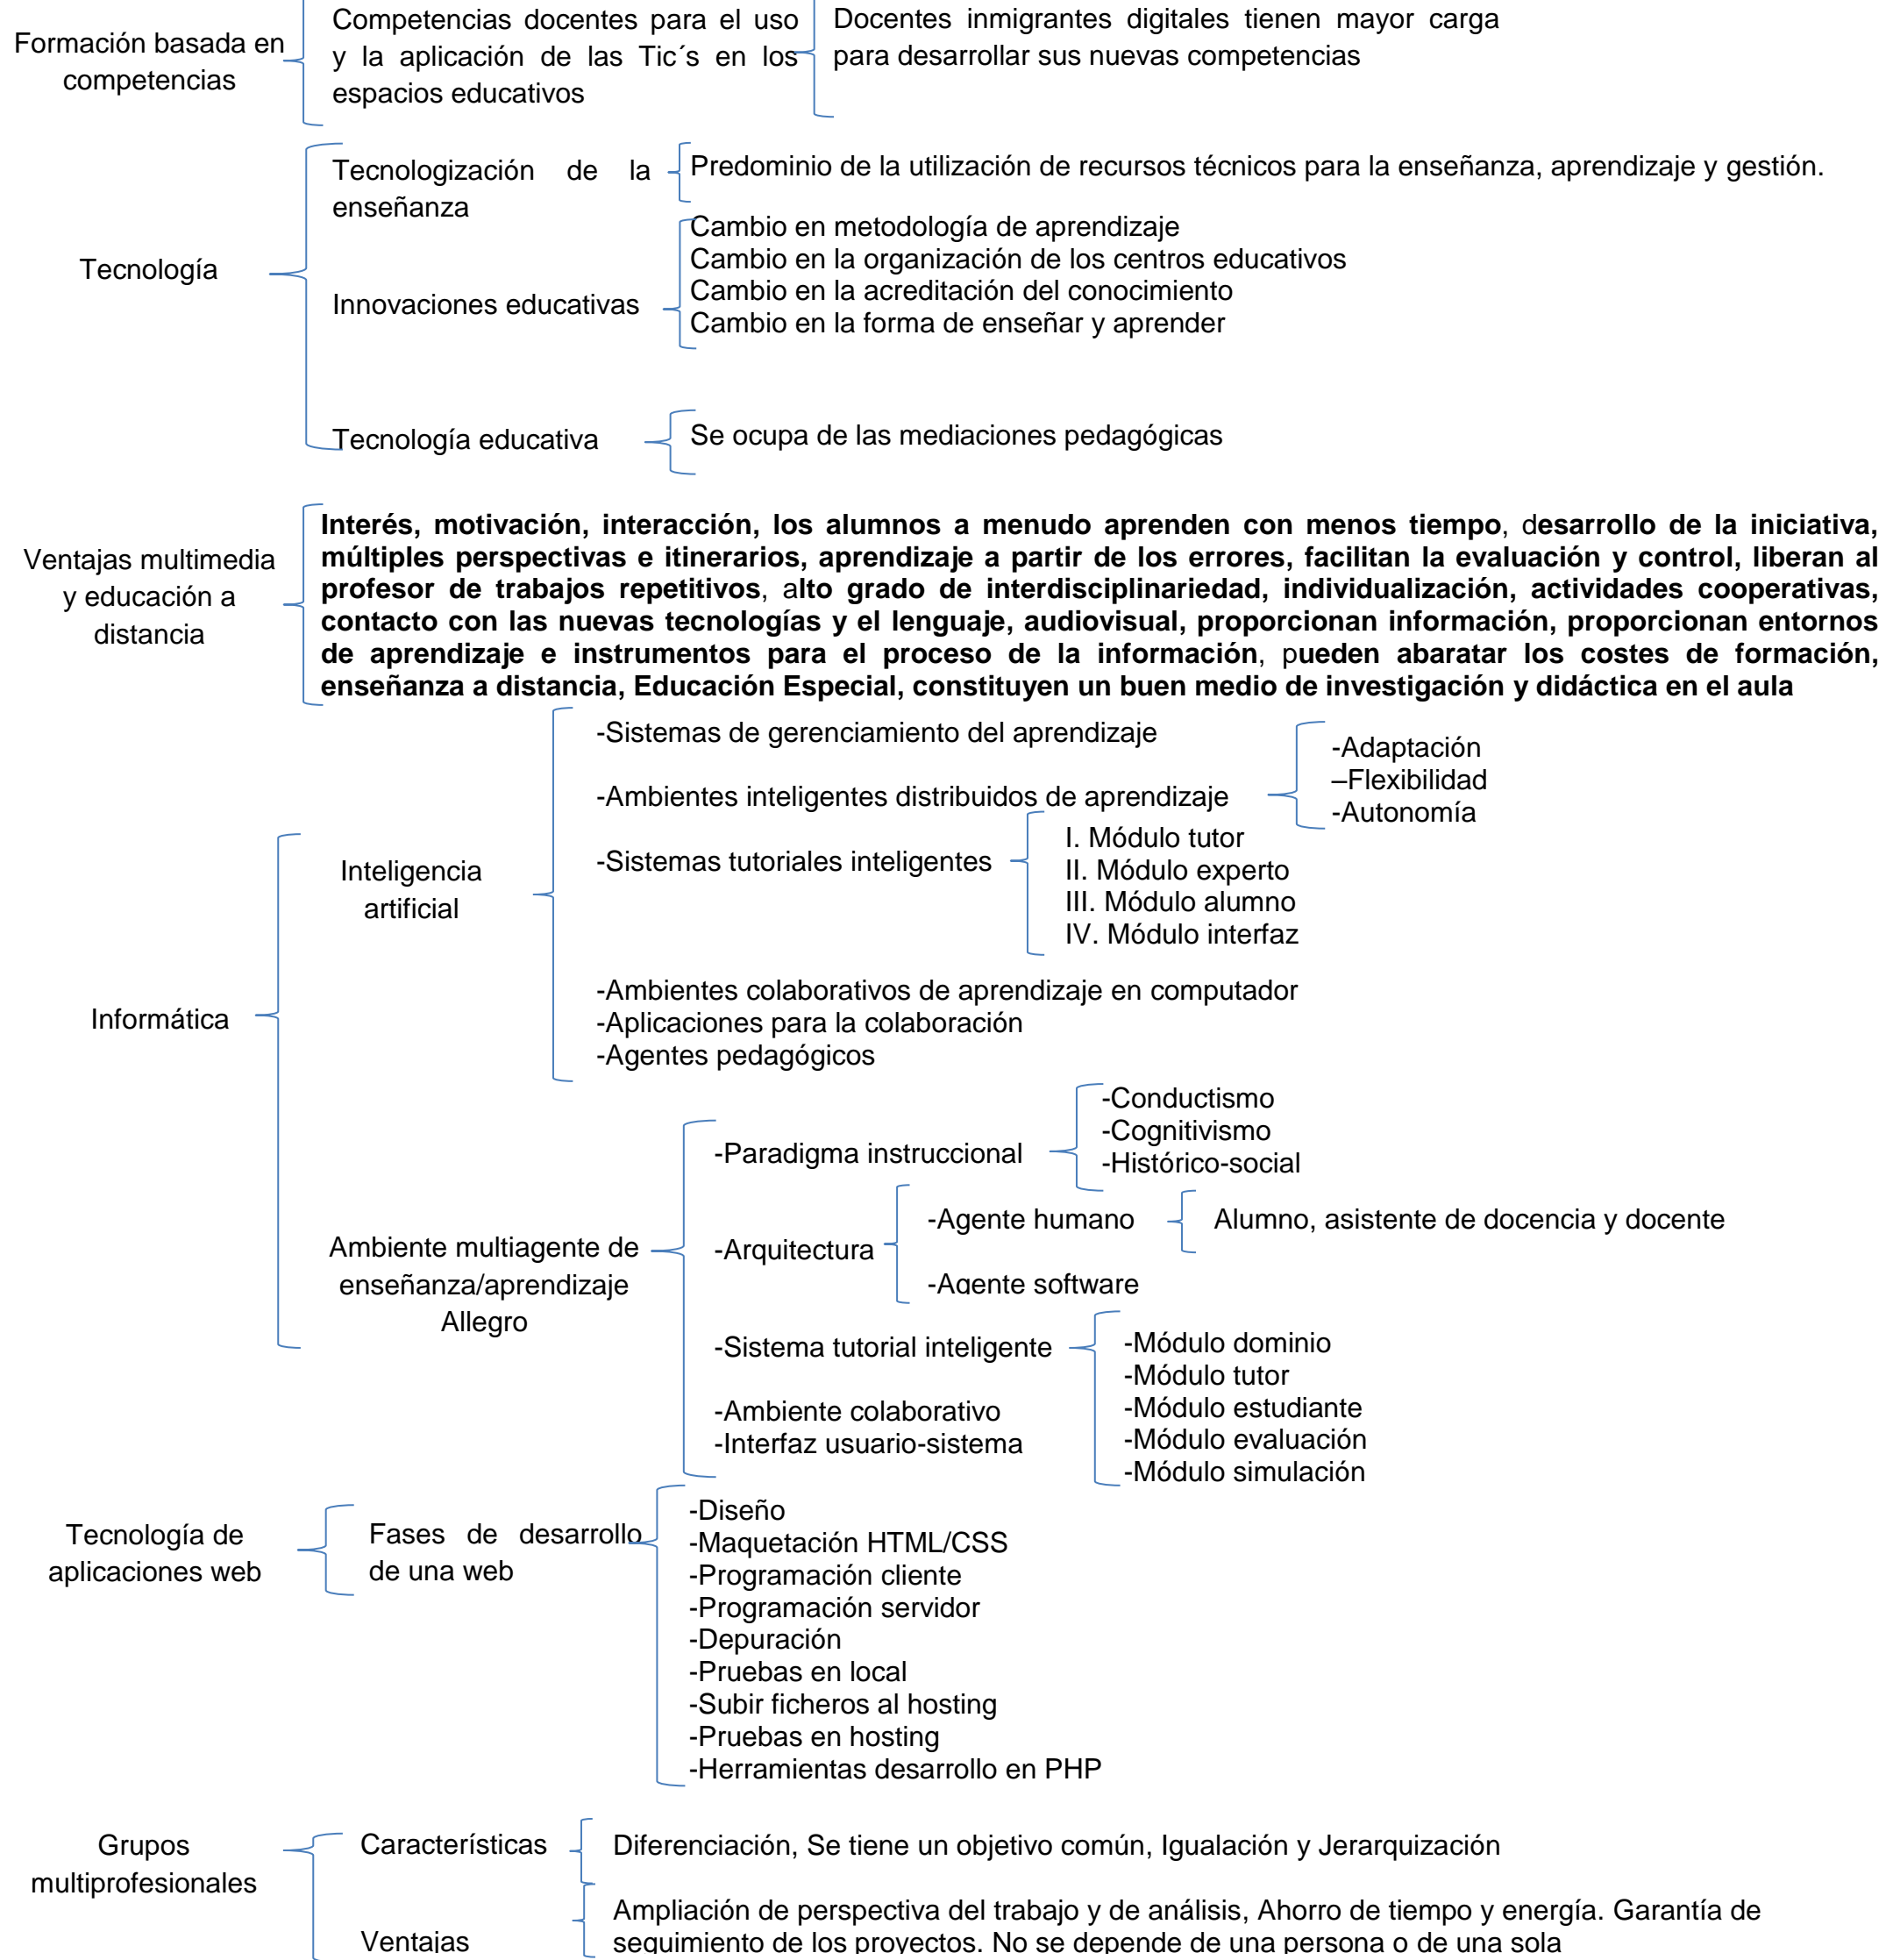 Formación basada en
competencias
Competencias docentes para el uso
y la aplicación de las Tic´s en los
espacios educativos
Docentes inmigrantes digitales tienen mayor carga
para desarrollar sus nuevas competencias
Tecnología
Tecnologización de la
enseñanza
Predominio de la utilización de recursos técnicos para la enseñanza, aprendizaje y gestión.
Innovaciones educativas
Cambio en metodología de aprendizaje
Cambio en la organización de los centros educativos
Cambio en la acreditación del conocimiento
Cambio en la forma de enseñar y aprender
Tecnología educativa
Se ocupa de las mediaciones pedagógicas
Ventajas multimedia
y educación a
distancia
Interés, motivación, interacción, los alumnos a menudo aprenden con menos tiempo, desarrollo de la iniciativa,
múltiples perspectivas e itinerarios, aprendizaje a partir de los errores, facilitan la evaluación y control, liberan al
profesor de trabajos repetitivos, alto grado de interdisciplinariedad, individualización, actividades cooperativas,
contacto con las nuevas tecnologías y el lenguaje, audiovisual, proporcionan información, proporcionan entornos
de aprendizaje e instrumentos para el proceso de la información, pueden abaratar los costes de formación,
enseñanza a distancia, Educación Especial, constituyen un buen medio de investigación y didáctica en el aula
Informática
Inteligencia
artificial
-Sistemas de gerenciamiento del aprendizaje
-Ambientes inteligentes distribuidos de aprendizaje
-Adaptación
–Flexibilidad
-Autonomía
-Sistemas tutoriales inteligentes
I. Módulo tutor
II. Módulo experto
III. Módulo alumno
IV. Módulo interfaz
-Ambientes colaborativos de aprendizaje en computador
-Aplicaciones para la colaboración
-Agentes pedagógicos
Ambiente multiagente de
enseñanza/aprendizaje
Allegro
-Paradigma instruccional
-Conductismo
-Cognitivismo
-Histórico-social
-Arquitectura
-Agente humano
Alumno, asistente de docencia y docente
-Agente software
-Sistema tutorial inteligente
-Módulo dominio
-Módulo tutor
-Módulo estudiante
-Módulo evaluación
-Módulo simulación
-Ambiente colaborativo
-Interfaz usuario-sistema
Tecnología de
aplicaciones web
Fases de desarrollo
de una web
-Diseño
-Maquetación HTML/CSS
-Programación cliente
-Programación servidor
-Depuración
-Pruebas en local
-Subir ficheros al hosting
-Pruebas en hosting
-Herramientas desarrollo en PHP
Grupos
multiprofesionales
Características
Diferenciación, Se tiene un objetivo común, Igualación y Jerarquización
Ventajas
Ampliación de perspectiva del trabajo y de análisis, Ahorro de tiempo y energía. Garantía de
seguimiento de los proyectos. No se depende de una persona o de una sola